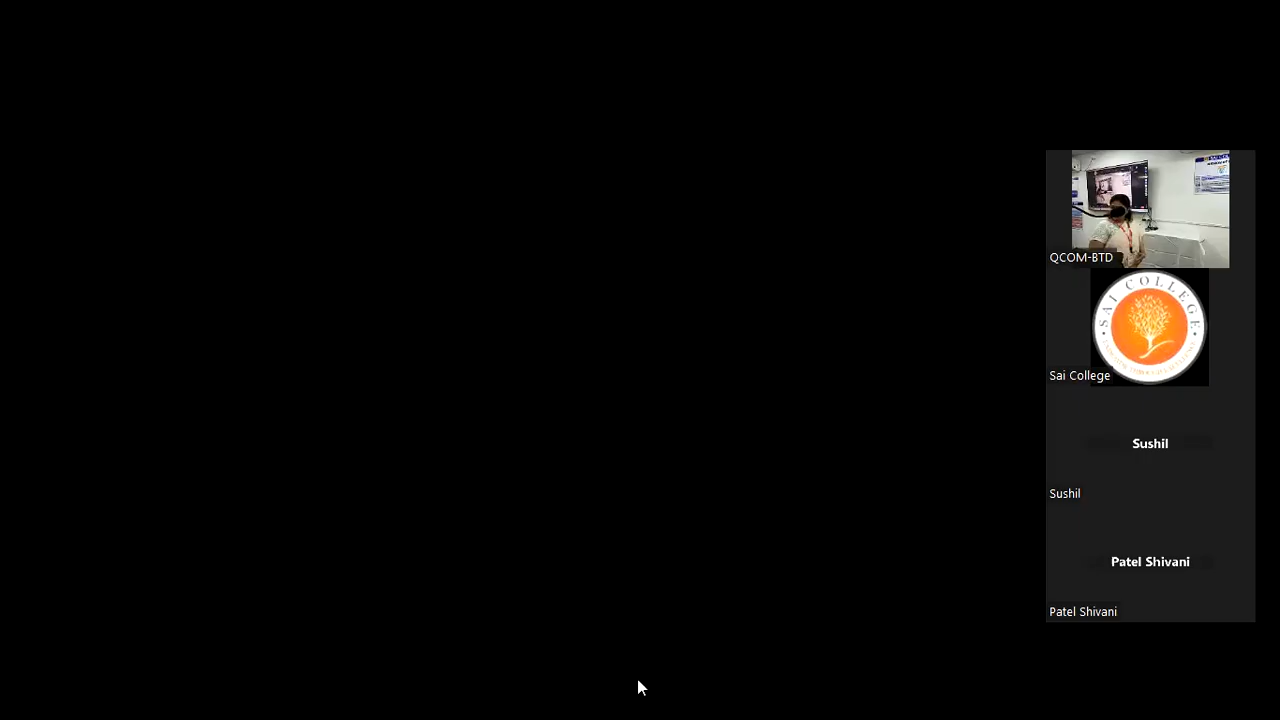 QCOM-BTD
SAI COLLEGE
Sai College
Sushil
Sushil
Patel Shivani
Patel Shivani